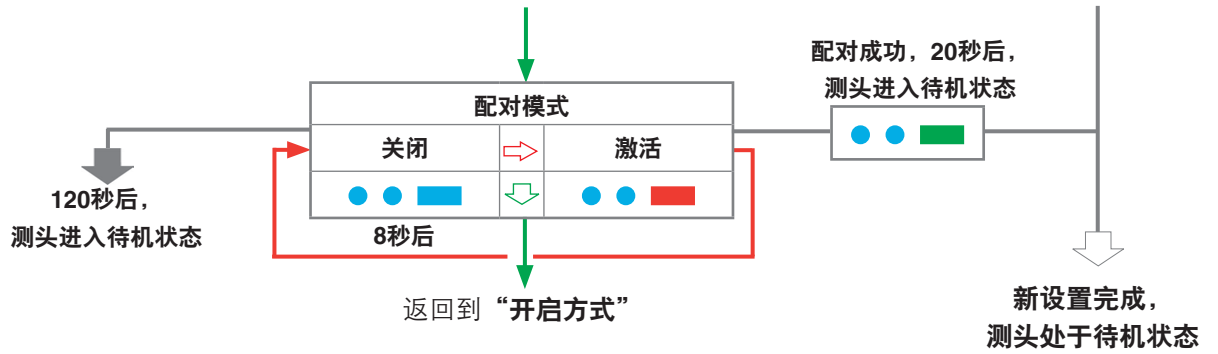 配对成功，20秒后，
测头进入待机状态
配对模式
关闭
激活
120秒后，
测头进入待机状态
8秒后
返回到“开启方式”
新设置完成，
测头处于待机状态